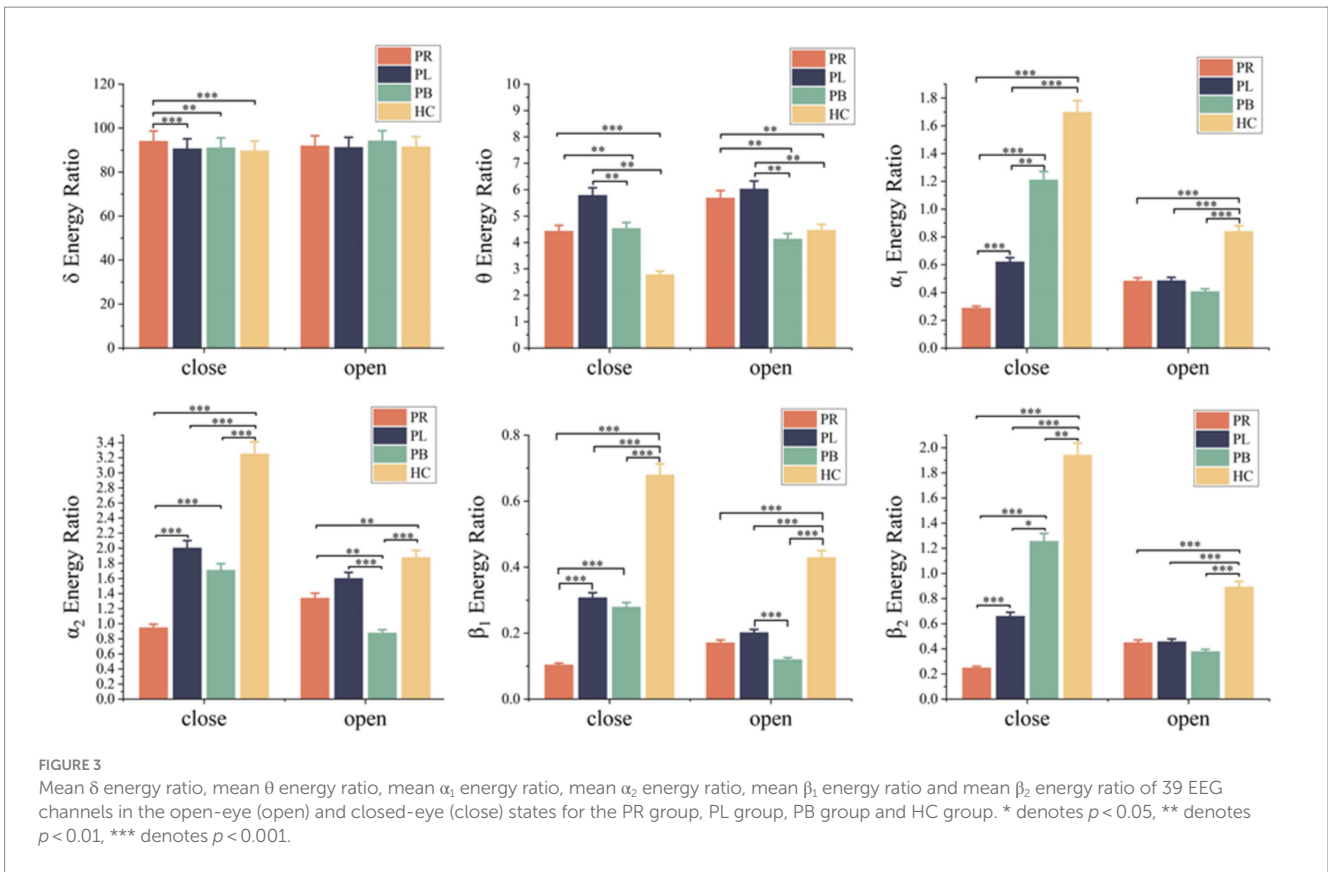 PR
PL
PB
HC
120
100
80
60
40
20
0
δ Energy Ratio
***
**
***
close
open
PR
PL
PB
HC
10
9
8
7
6
5
4
3
2
1
0
θ Energy Ratio
***
**
**
**
**
**
**
**
close
open
PR
PL
PB
HC
1.8
1.6
1.4
1.2
1.0
0.8
0.6
0.4
0.2
0.0
α1 Energy Ratio
***
***
***
**
***
***
***
***
close
open
PR
PL
PB
HC
3.4
3.2
3.0
2.8
2.6
2.4
2.2
2.0
1.8
1.6
1.4
1.2
1.0
0.8
0.6
0.4
0.2
0.0
α2 Energy Ratio
***
***
***
***
***
**
**
***
***
close
open
PR
PL
PB
HC
0.8
0.6
0.4
0.2
0.0
β1 Energy Ratio
***
***
***
***
***
***
***
***
***
close
open
PR
PL
PB
HC
2.0
1.8
1.6
1.4
1.2
1.0
0.8
0.6
0.4
0.2
0.0
β2 Energy Ratio
***
***
**
***
*
***
***
***
***
close
open
FIGURE 3
Mean δ energy ratio, mean θ energy ratio, mean α1 energy ratio, mean α2 energy ratio, mean β1 energy ratio and mean β2 energy ratio of 39 EEG
channels in the open-eye (open) and closed-eye (close) states for the PR group, PL group, PB group and HC group. * denotes p < 0.05, ** denotes
p < 0.01, *** denotes p < 0.001.